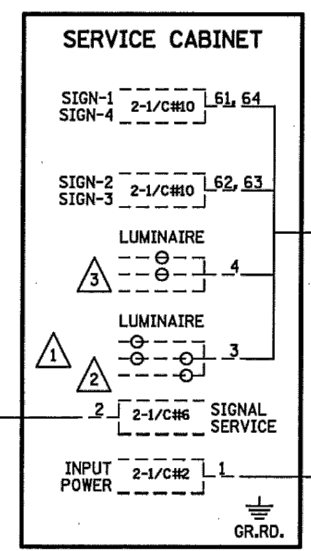 SERVICE CABINET
SIGN-1
SIGN-4
2-1/C#10
61, 64
SIGN-2
SIGN-3
2-1/C#10
62, 63
LUMINAIRE
3
4
LUMINAIRE
1
2
3
2
2-1/C#6
SIGNAL
SERVICE
INPUT
POWER
2-1/C#2
1
GR.RD.